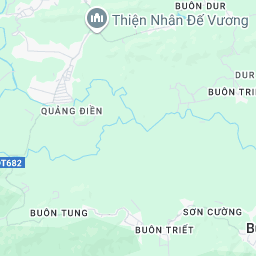 BUÔN DUR
Thiện Nhân Đế Vương
DUR
BUÔN TRI
QUẢNG ĐIỀN
ĐT682
SƠN CƯỜNG
BUÔN TUNG
BUÔN TRIẾT